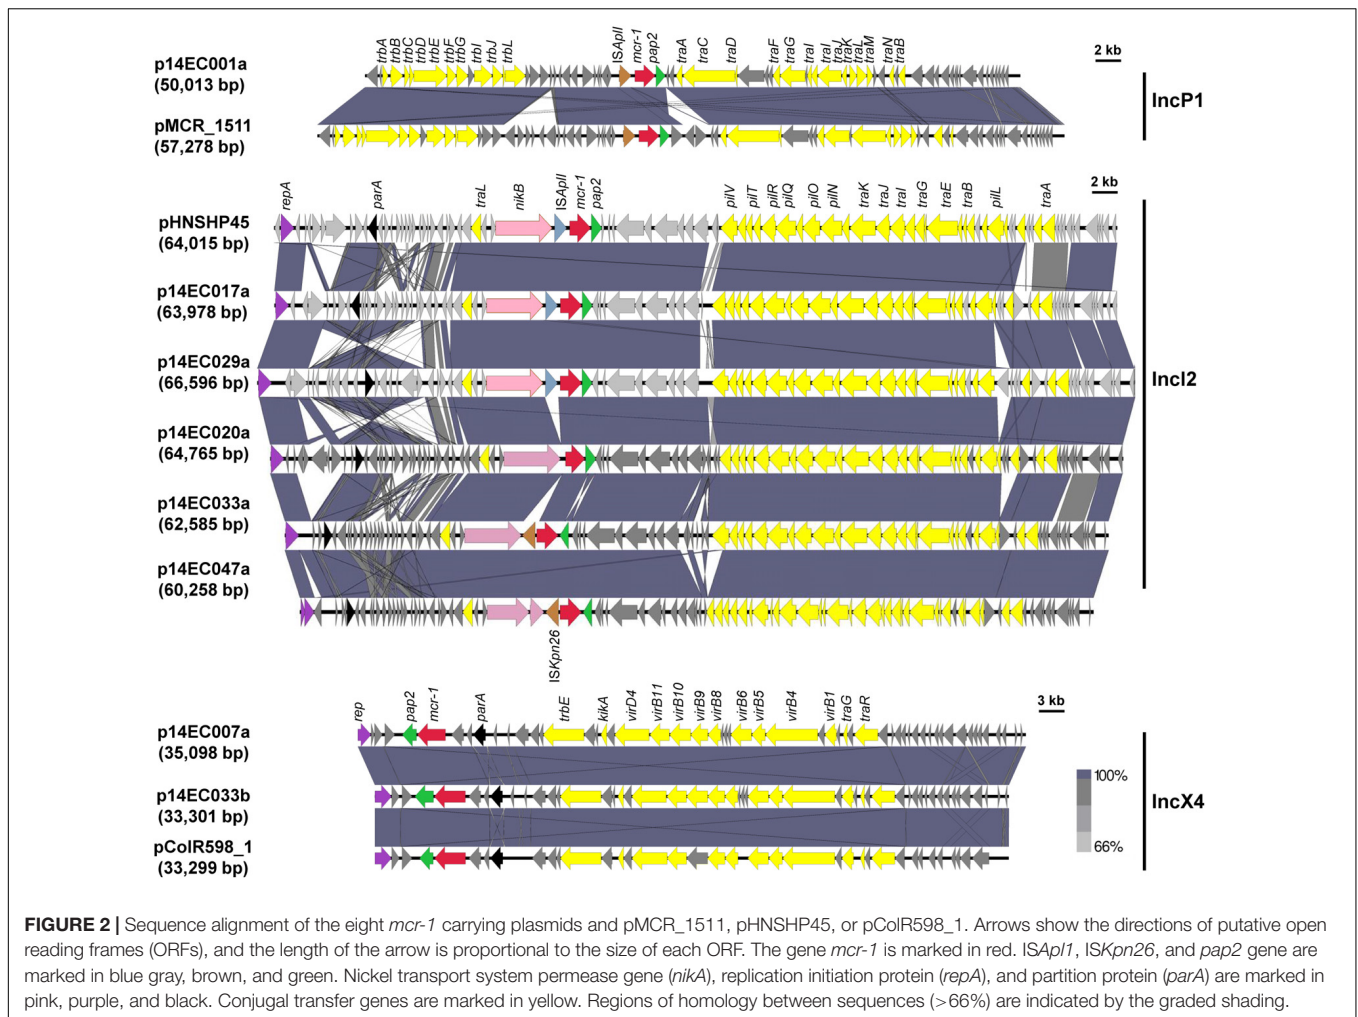 trbA trbB trbC trbD trbE trbF trbG trbI trbJ trbL ISApII mcr-1 pap2 traA traC traD traF traG traI traL traJ traK traL traM traN traB
2 kb
p14EC001a
(50,013 bp)
IncP1
pMCR_1511
(57,278 bp)
repA parA traL nikB ISApII mcr-1 pap2 pilV pilT pilR pilQ pilO pilN traK traJ traI traG traE traB pilL traA
2 kb
pHNSHP45
(64,015 bp)
p14EC017a
(63,978 bp)
p14EC029a
(66,596 bp)
IncI2
p14EC020a
(64,765 bp)
p14EC033a
(62,585 bp)
p14EC047a
(60,258 bp)
ISKpn26
rep pap2 mcr-1 parA trbE kikA virD4 virB11 virB10 virB9 virB8 virB6 virB5 virB4 virB1 traG traR
3 kb
p14EC007a
(35,098 bp)
100%
p14EC033b
(33,301 bp)
IncX4
66%
pColR598_1
(33,299 bp)
FIGURE 2 | Sequence alignment of the eight mcr-1 carrying plasmids and pMCR_1511, pHNSHP45, or pColR598_1. Arrows show the directions of putative open
reading frames (ORFs), and the length of the arrow is proportional to the size of each ORF. The gene mcr-1 is marked in red. ISApl1, ISKpn26, and pap2 gene are
marked in blue gray, brown, and green. Nickel transport system permease gene (nikA), replication initiation protein (repA), and partition protein (parA) are marked in
pink, purple, and black. Conjugal transfer genes are marked in yellow. Regions of homology between sequences (>66%) are indicated by the graded shading.